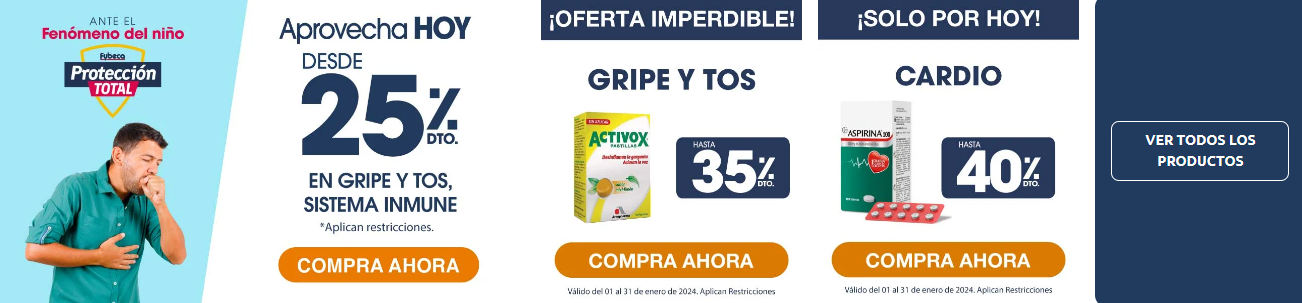 ANTE EL
Fenómeno del niño
Fybeca
Protección
TOTAL
Aprovecha HOY
DESDE
25% DTO.
EN GRIPE Y TOS,
SISTEMA INMUNE
*Aplican restricciones.
COMPRA AHORA
¡OFERTA IMPERDIBLE!
GRIPE Y TOS
SIN AZÚCAR
ACTIVOX
PASTILLAS
HASTA
35% DTO.
COMPRA AHORA
Válido del 01 al 31 de enero de 2024. Aplican Restricciones
¡SOLO POR HOY!
CARDIO
ASPIRINA 100
HASTA
40% DTO.
COMPRA AHORA
Válido del 01 al 31 de enero de 2024. Aplican Restricciones
VER TODOS LOS
PRODUCTOS